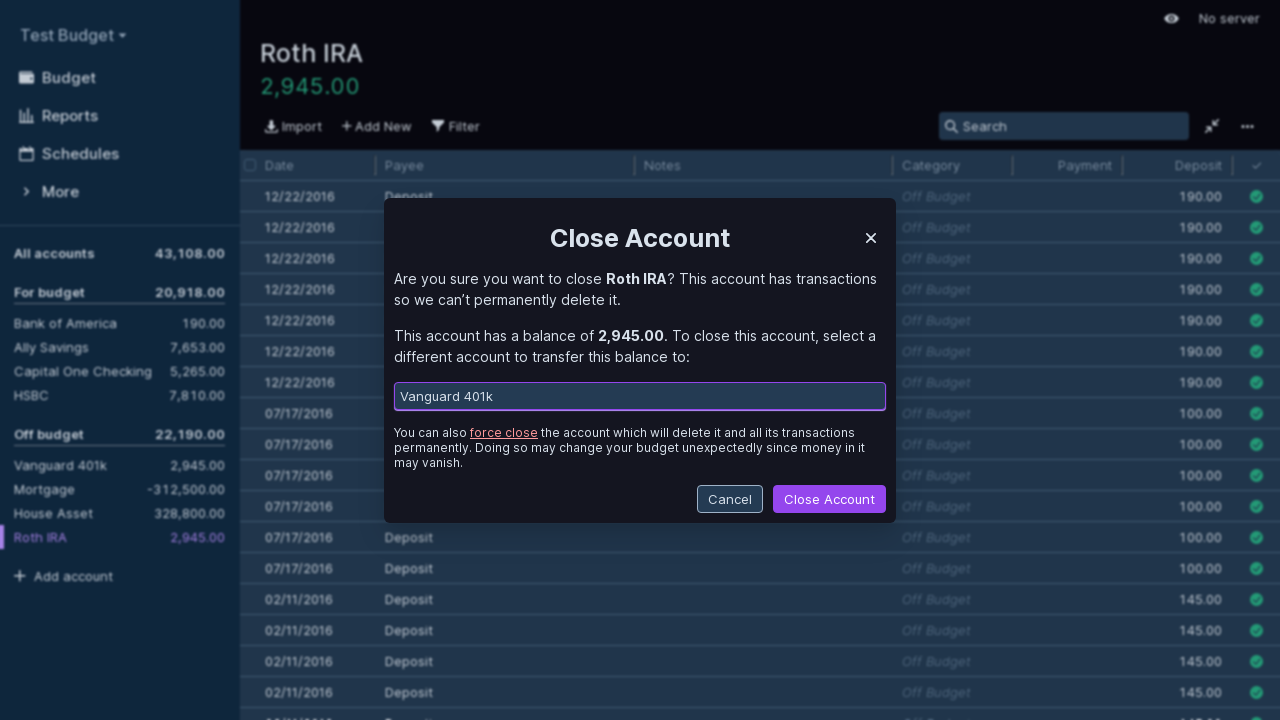 Test Budget
Budget
Reports
Schedules
More
All accounts 43,108.00
For budget 20,918.00
Bank of America 190.00
Ally Savings 7,653.00
Capital One Checking 5,265.00
HSBC 7,810.00
Off budget 22,190.00
Vanguard 401k 2,945.00
Mortgage -312,500.00
House Asset 328,800.00
Roth IRA 2,945.00
Add account
No server
Roth IRA
2,945.00
Import Add New Filter Search
Date Payee Notes Category Payment Deposit
12/22/2016 Deposit Off Budget 190.00
12/22/2016 190.00
12/22/2016 Off Budget 190.00
12/22/2016 Off Budget 190.00
12/22/2016 Off Budget 190.00
12/22/2016 Off Budget 190.00
12/22/2016 Off Budget 190.00
07/17/2016 Off Budget 100.00
07/17/2016 Off Budget 100.00
07/17/2016 Off Budget 100.00
07/17/2016 Off Budget 100.00
07/17/2016 Deposit Off Budget 100.00
07/17/2016 Deposit Off Budget 100.00
02/11/2016 Deposit Off Budget 145.00
02/11/2016 Deposit Off Budget 145.00
02/11/2016 Deposit Off Budget 145.00
02/11/2016 Deposit Off Budget 145.00
Close Account
Are you sure you want to close Roth IRA? This account has transactions
so we can’t permanently delete it.
This account has a balance of 2,945.00. To close this account, select a
different account to transfer this balance to:
Vanguard 401k
You can also force close the account which will delete it and all its transactions
permanently. Doing so may change your budget unexpectedly since money in it
may vanish.
Cancel Close Account